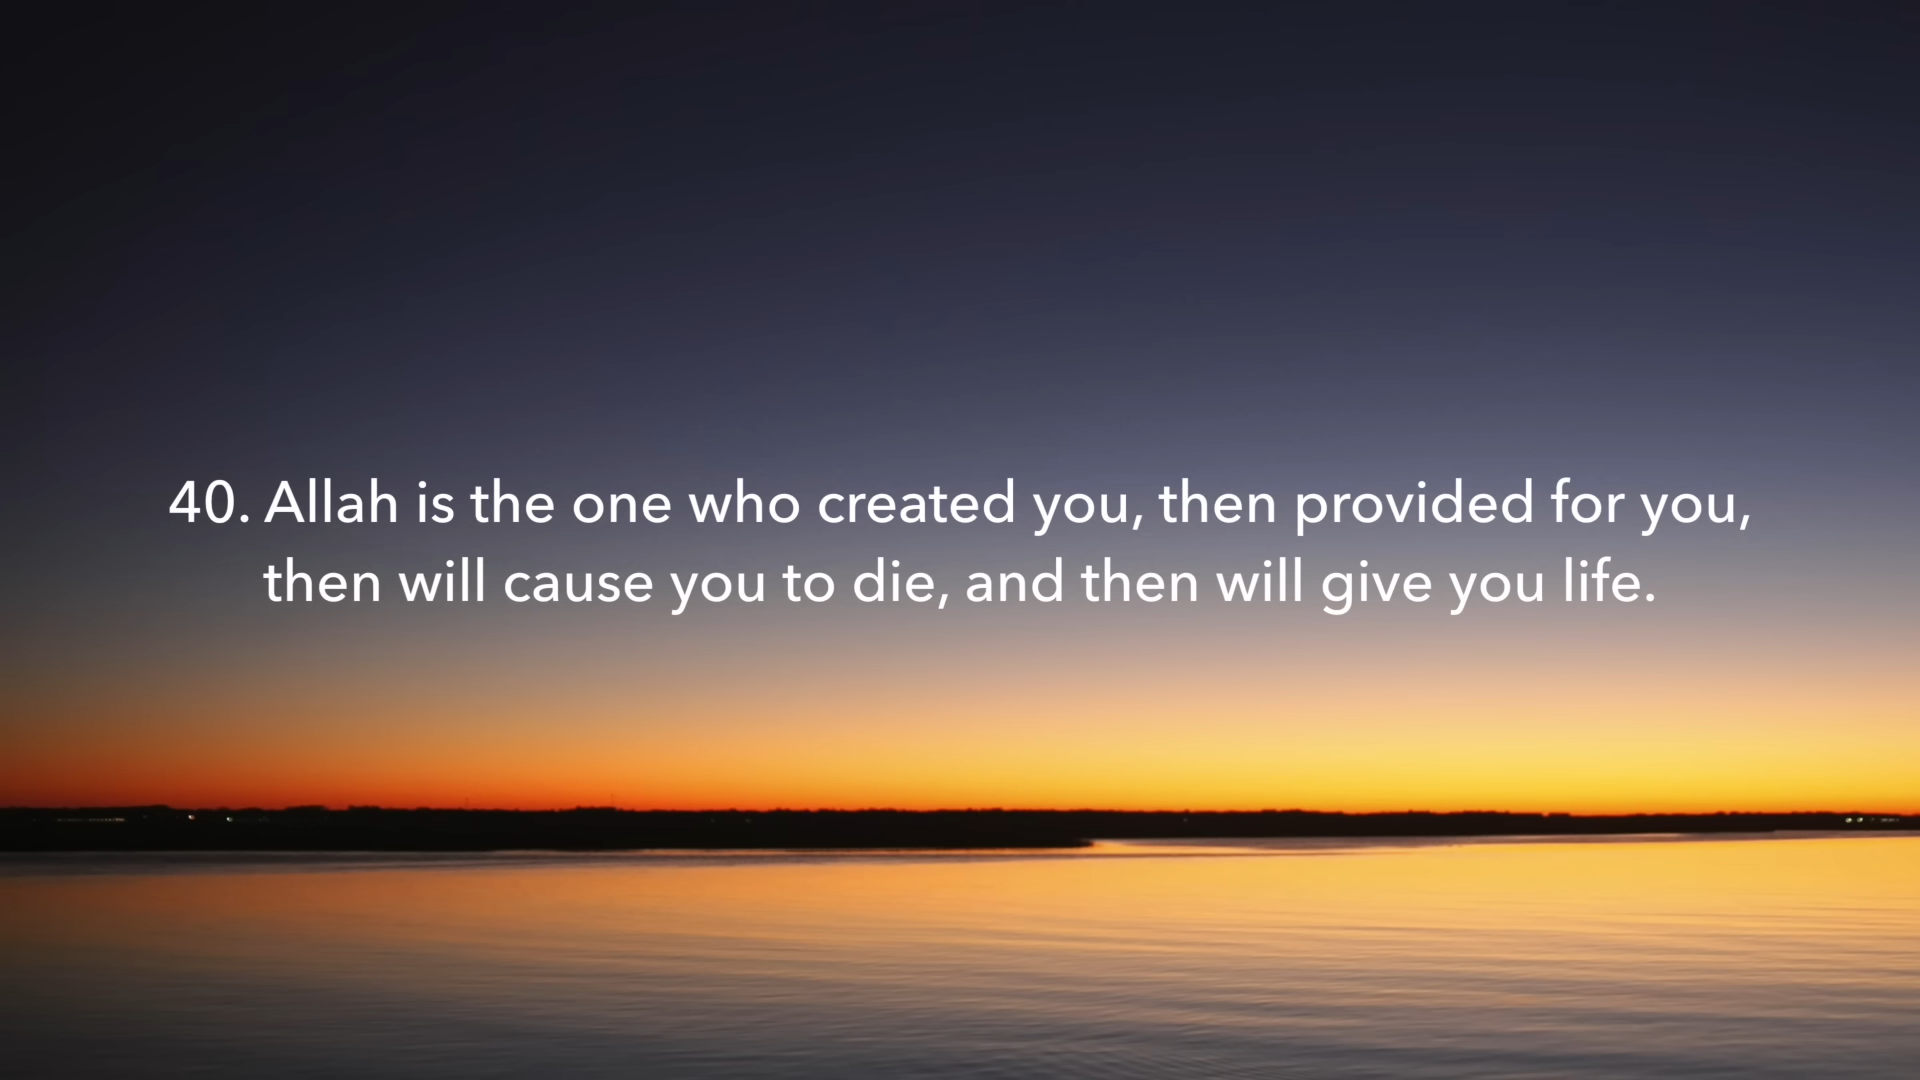 40. Allah is the one who created you, then provided for you,
then will cause you to die, and then will give you life.